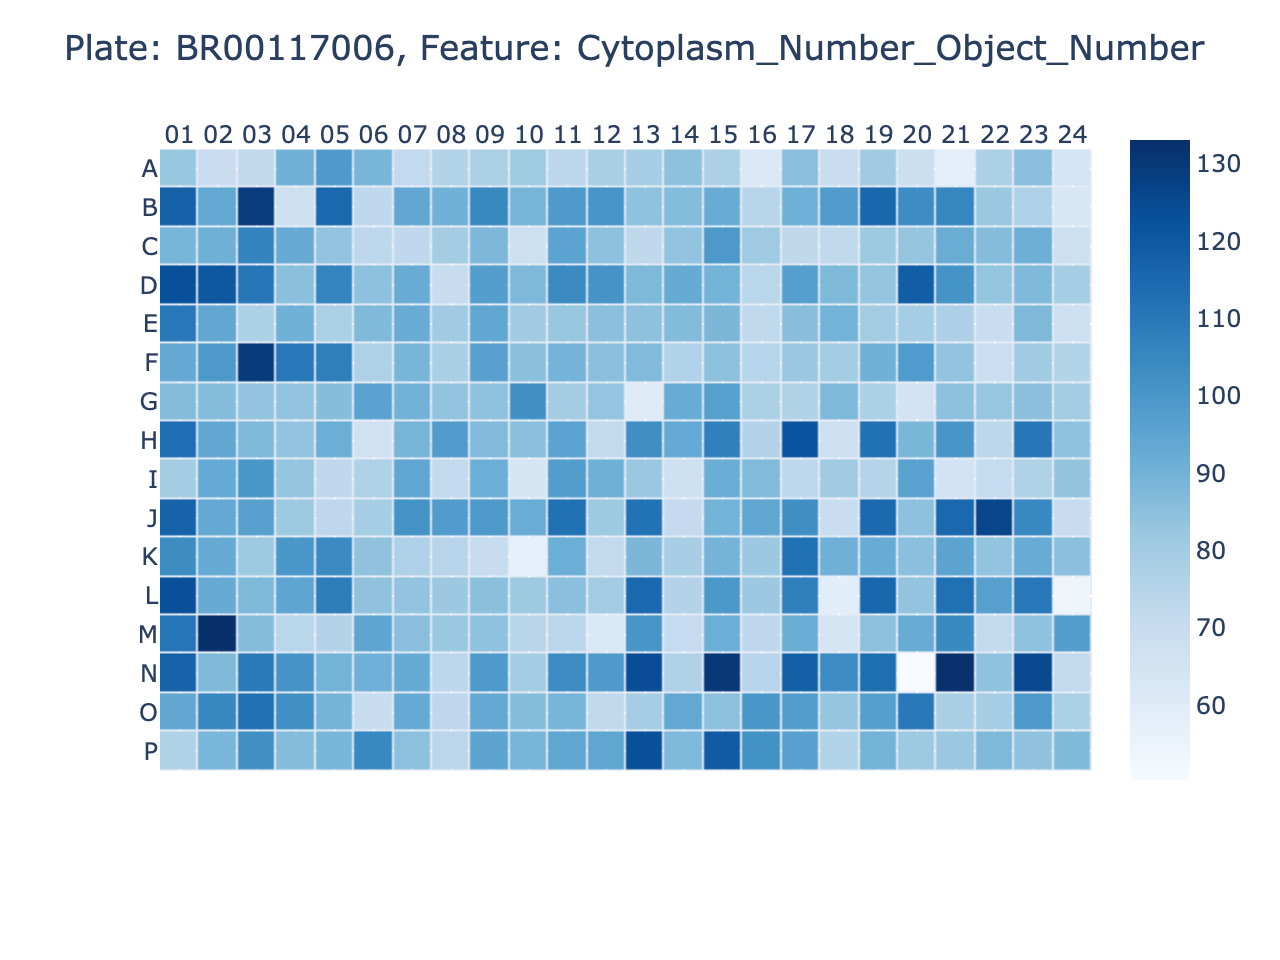 Plate: BR00117006, Feature: Cytoplasm_Number_Object_Number
01 02 03 04 05 06 07 08 09 10 11 12 13 14 15 16 17 18 19 20 21 22 23 24
A
B
C
D
E
F
G
H
I
J
K
L
M
N
O
P
130
120
110
100
90
80
70
60